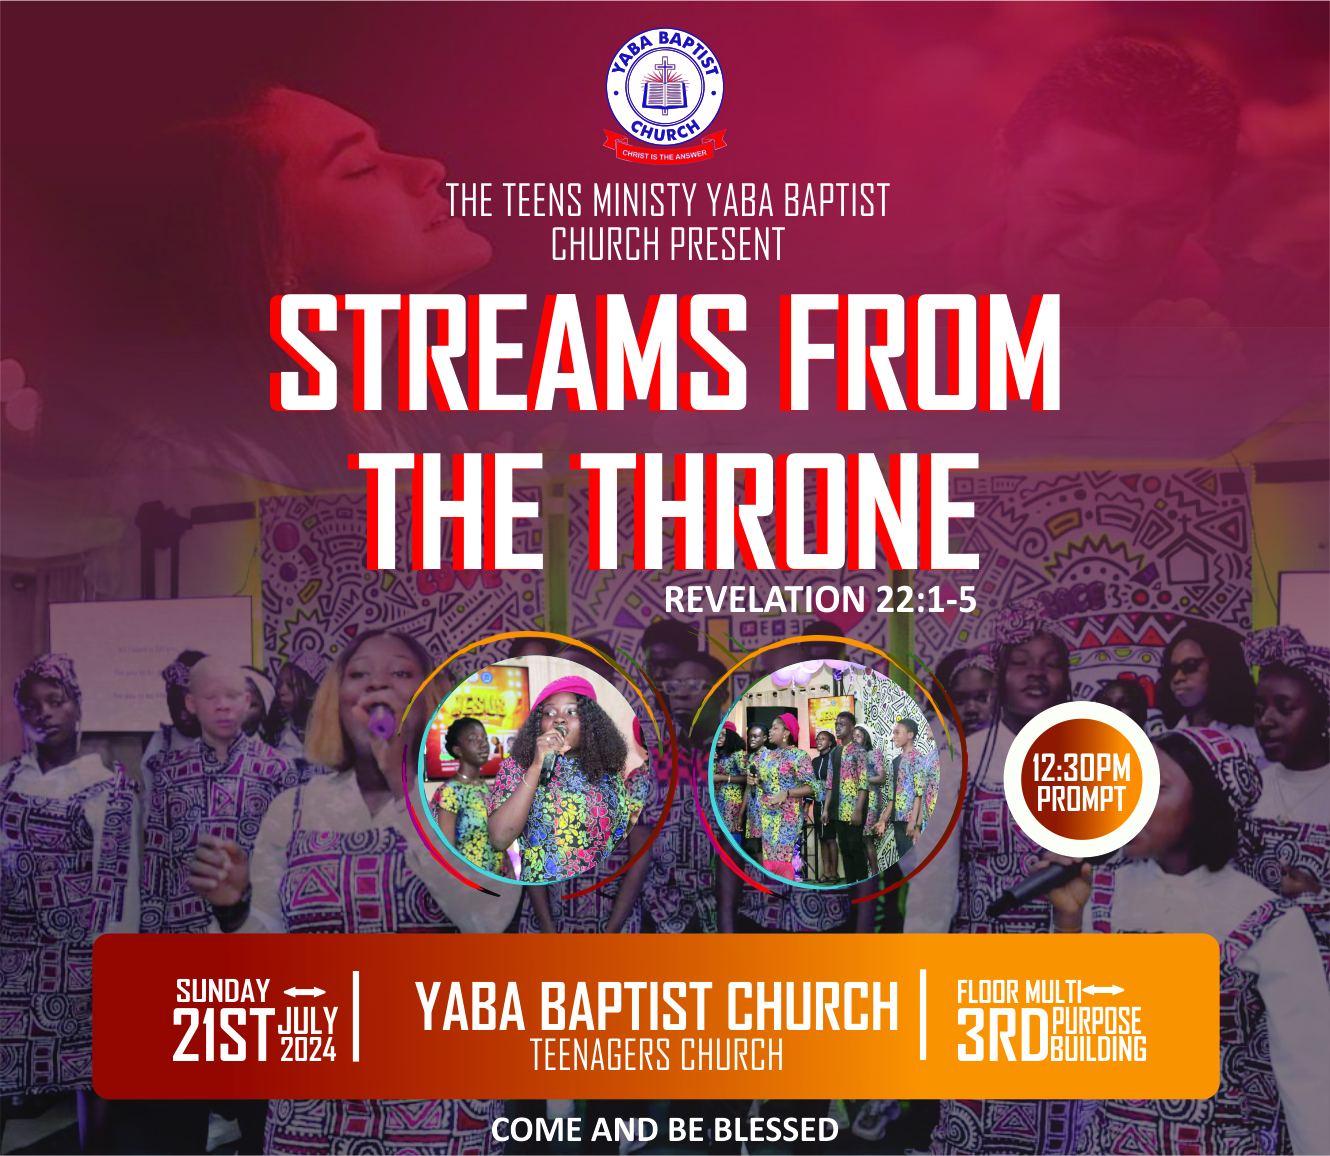 YABA BAPTIST
CHURCH
CHRIST IS THE ANSWER
THE TEENS MINISTY YABA BAPTIST
CHURCH PRESENT
STREAMS FROM
THE THRONE
REVELATION 22:1-5
LOVE
JESUS
12:30PM
PROMPT
SUNDAY
21ST JULY
2024
YABA BAPTIST CHURCH
TEENAGERS CHURCH
FLOOR MULTI
3RD PURPOSE
BUILDING
COME AND BE BLESSED